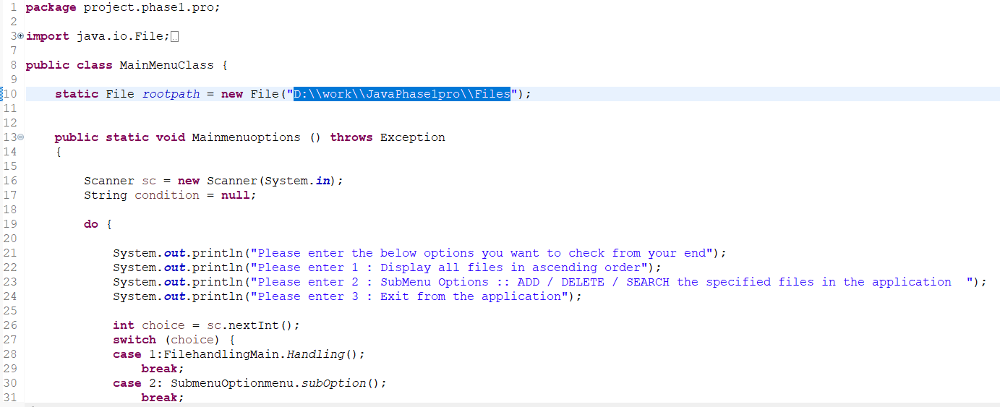 1 package project.phase1.pro;
2
3 import java.io.File;
7
8 public class MainMenuClass {
9
10 static File rootpath = new File("D:\\work\\JavaPhase1pro\\Files");
11
12
13 public static void Mainmenuoptions () throws Exception
14 {
15
16 Scanner sc = new Scanner(System.in);
17 String condition = null;
18
19 do {
20
21 System.out.println("Please enter the below options you want to check from your end");
22 System.out.println("Please enter 1 : Display all files in ascending order");
23 System.out.println("Please enter 2 : SubMenu Options :: ADD / DELETE / SEARCH the specified files in the application  ");
24 System.out.println("Please enter 3 : Exit from the application");
25
26 int choice = sc.nextInt();
27 switch (choice) {
28 case 1:FilehandlingMain.Handling();
29 break;
30 case 2: SubmenuOptionmenu.subOption();
31 break;